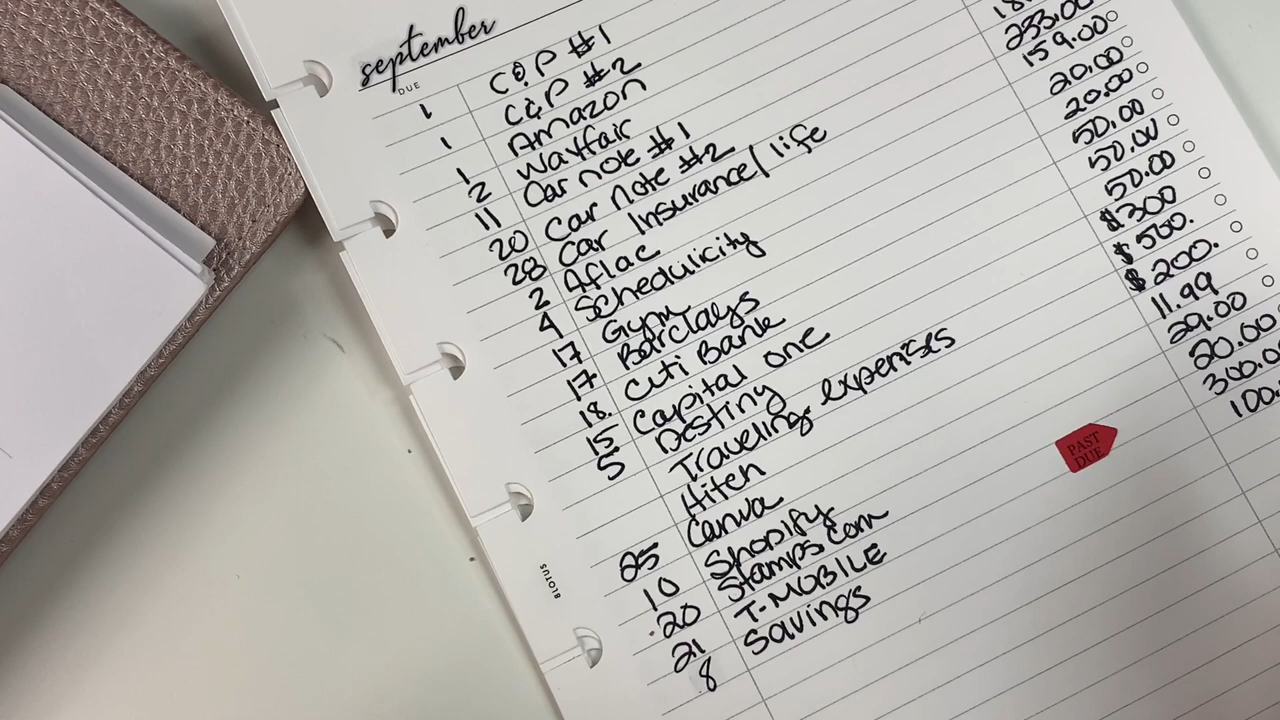 september
DUE
1 C&P #1
1 C&P #2
1 Amazon
2 Wayfair
11 Car note #1
20 Car note #2
28 Car Insurance/life 253.00
2 Aflac 159.00
4 Schedulicity 20.00
17 Gym 20.00
17 Barclays 50.00
18. Citi Bank 50.00
15 Capital one 50.00
5 Destiny $300
Traveling expenses $500.
Hitch $200.
25 Canva 11.99
10 Shopify 29.00
20 Stamps.com 20.00
21 T-MOBILE 300.00
8 Savings 100.
PAST DUE
BLOTUS